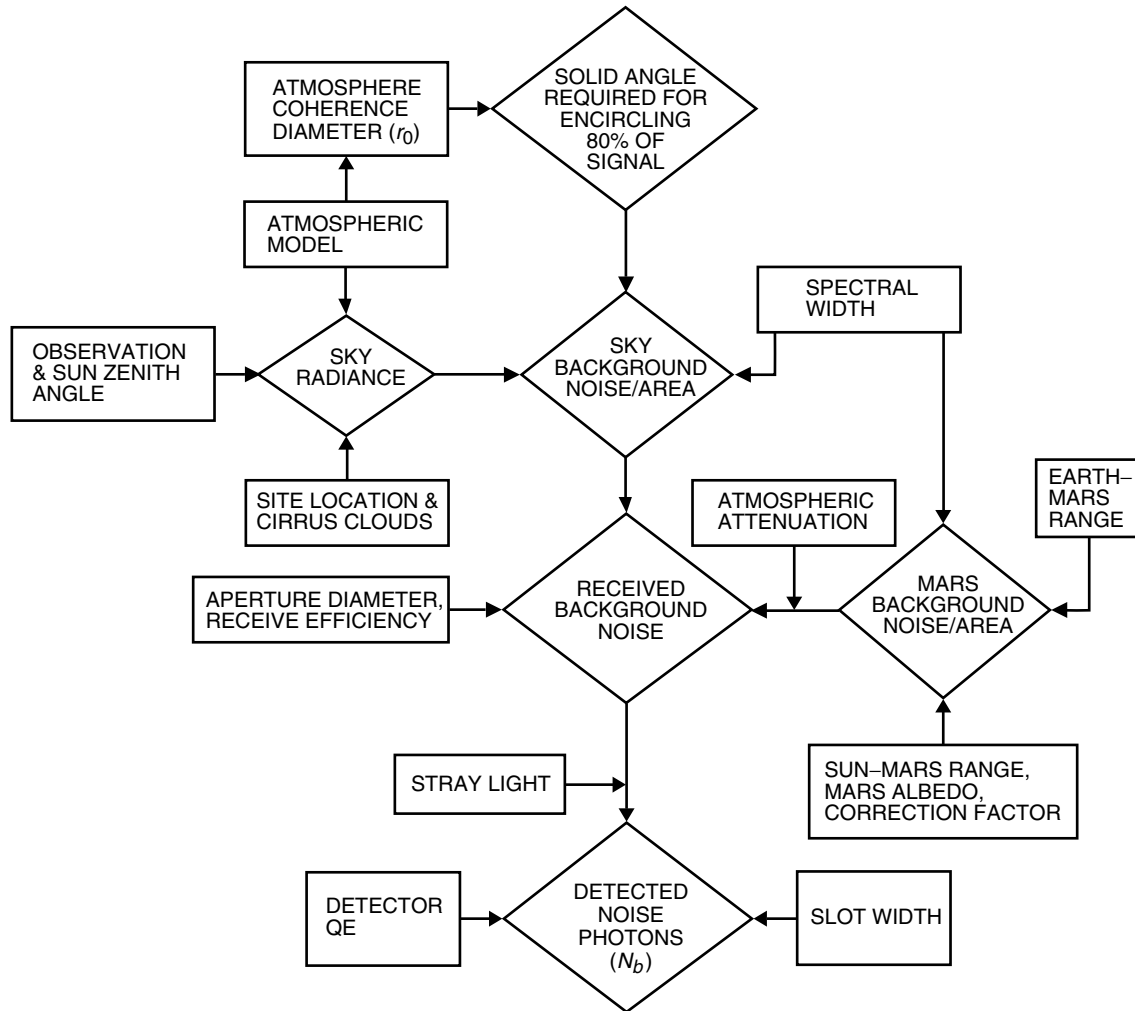 ATMOSPHERE
COHERENCE
DIAMETER (r0)
SOLID ANGLE
REQUIRED FOR
ENCIRCLING
80% OF
SIGNAL
ATMOSPHERIC
MODEL
SPECTRAL
WIDTH
OBSERVATION
& SUN ZENITH
ANGLE
SKY
RADIANCE
SKY
BACKGROUND
NOISE/AREA
SITE LOCATION &
CIRRUS CLOUDS
ATMOSPHERIC
ATTENUATION
EARTH–
MARS
RANGE
APERTURE DIAMETER,
RECEIVE EFFICIENCY
RECEIVED
BACKGROUND
NOISE
MARS
BACKGROUND
NOISE/AREA
STRAY LIGHT
SUN–MARS RANGE,
MARS ALBEDO,
CORRECTION FACTOR
DETECTOR
QE
DETECTED
NOISE
PHOTONS
(Nb)
SLOT WIDTH